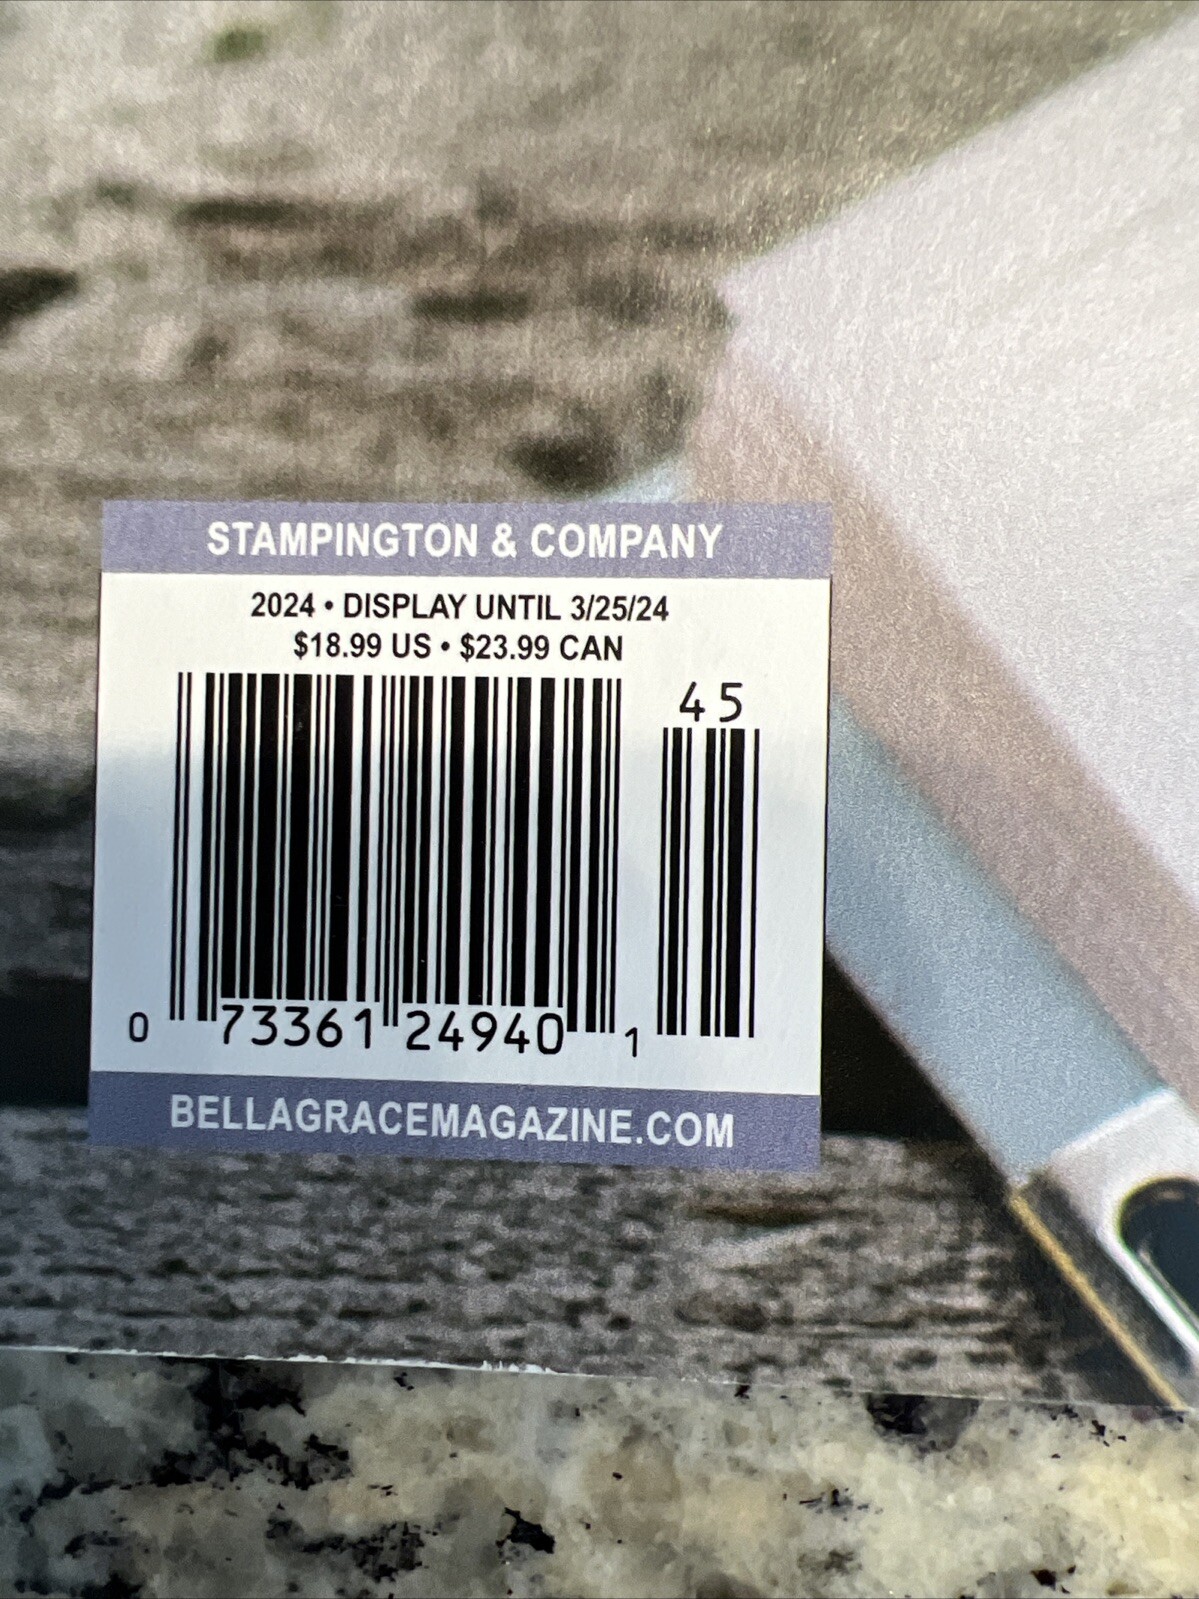 STAMPINGTON & COMPANY
2024 • DISPLAY UNTIL 3/25/24
$18.99 US • $23.99 CAN
45
0 73361 24940 1
BELLAGRACEMAGAZINE.COM